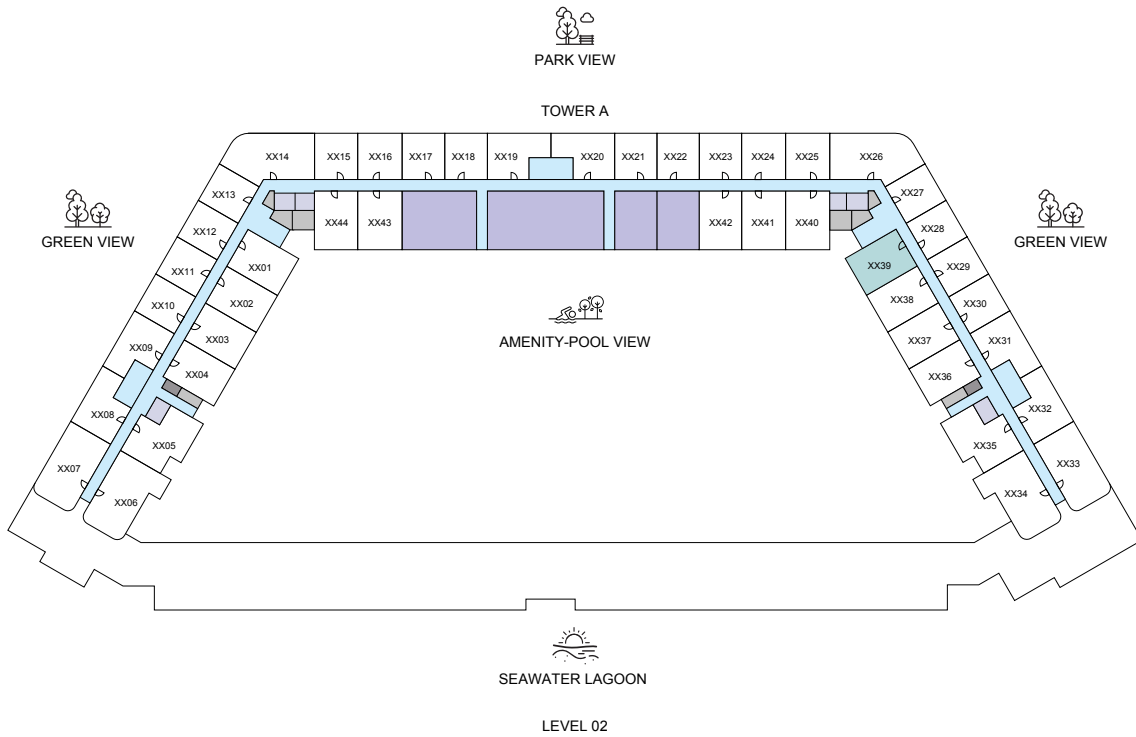 PARK VIEW
TOWER A
XX14
XX15
XX16
XX17
XX18
XX19
XX20
XX21
XX22
XX23
XX24
XX25
XX26
XX13
XX27
XX44
XX43
XX42
XX41
XX40
XX12
XX28
GREEN VIEW
GREEN VIEW
XX11
XX01
XX39
XX29
XX10
XX02
XX38
XX30
XX09
XX03
XX37
XX31
AMENITY-POOL VIEW
XX04
XX36
XX08
XX32
XX05
XX35
XX07
XX33
XX06
XX34
SEAWATER LAGOON
LEVEL 02